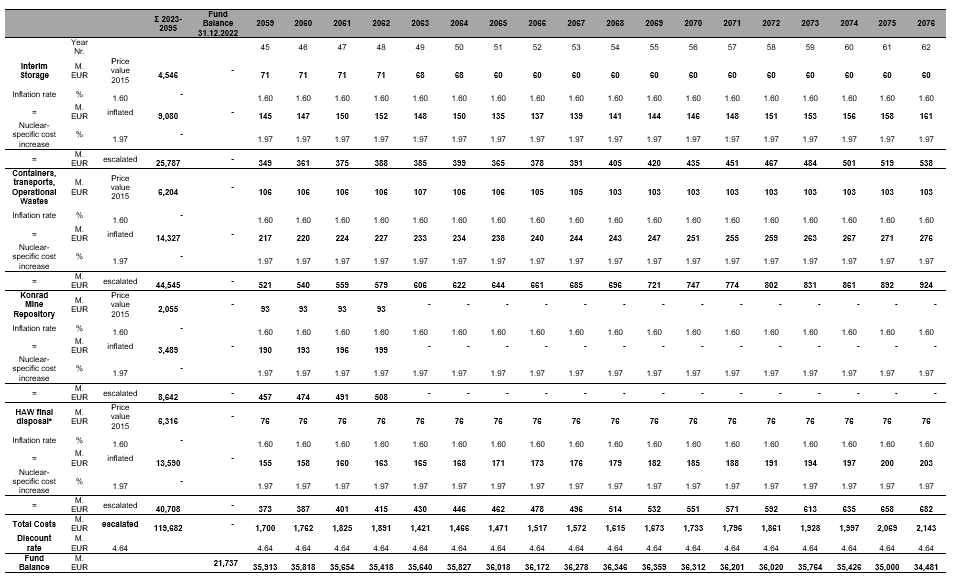 Σ 2023-2095 Fund Balance 31.12.2022 2059 2060 2061 2062 2063 2064 2065 2066 2067 2068 2069 2070 2071 2072 2073 2074 2075 2076
Year Nr. 45 46 47 48 49 50 51 52 53 54 55 56 57 58 59 60 61 62
Interim Storage M. EUR Price value 2015 4,546 - 71 71 71 71 68 68 60 60 60 60 60 60 60 60 60 60 60 60
Inflation rate % 1.60 - 1.60 1.60 1.60 1.60 1.60 1.60 1.60 1.60 1.60 1.60 1.60 1.60 1.60 1.60 1.60 1.60 1.60 1.60
= M. EUR inflated 9,080 - 145 147 150 152 148 150 135 137 139 141 144 146 148 151 153 156 158 161
Nuclear-specific cost increase % 1.97 - 1.97 1.97 1.97 1.97 1.97 1.97 1.97 1.97 1.97 1.97 1.97 1.97 1.97 1.97 1.97 1.97 1.97 1.97
= M. EUR escalated 25,787 - 349 361 375 388 385 399 365 378 391 405 420 435 451 467 484 501 519 538
Containers, transports, Operational Wastes M. EUR Price value 2015 6,204 - 106 106 106 106 107 106 106 105 105 103 103 103 103 103 103 103 103 103
Inflation rate % 1.60 - 1.60 1.60 1.60 1.60 1.60 1.60 1.60 1.60 1.60 1.60 1.60 1.60 1.60 1.60 1.60 1.60 1.60 1.60
= M. EUR inflated 14,327 - 217 220 224 227 233 234 238 240 244 243 247 251 255 259 263 267 271 276
Nuclear-specific cost increase % 1.97 - 1.97 1.97 1.97 1.97 1.97 1.97 1.97 1.97 1.97 1.97 1.97 1.97 1.97 1.97 1.97 1.97 1.97 1.97
= M. EUR escalated 44,545 - 521 540 559 579 606 622 644 661 685 696 721 747 774 802 831 861 892 924
Konrad Mine Repository M. EUR Price value 2015 2,055 - 93 93 93 93 - - - - - - - - - - - - - -
Inflation rate % 1.60 - 1.60 1.60 1.60 1.60 1.60 1.60 1.60 1.60 1.60 1.60 1.60 1.60 1.60 1.60 1.60 1.60 1.60 1.60
= M. EUR inflated 3,489 - 190 193 196 199 - - - - - - - - - - - - - -
Nuclear-specific cost increase % 1.97 - 1.97 1.97 1.97 1.97 1.97 1.97 1.97 1.97 1.97 1.97 1.97 1.97 1.97 1.97 1.97 1.97 1.97 1.97
= M. EUR escalated 8,642 - 457 474 491 508 - - - - - - - - - - - - - -
HAW final disposal* M. EUR Price value 2015 6,316 - 76 76 76 76 76 76 76 76 76 76 76 76 76 76 76 76 76 76
Inflation rate % 1.60 - 1.60 1.60 1.60 1.60 1.60 1.60 1.60 1.60 1.60 1.60 1.60 1.60 1.60 1.60 1.60 1.60 1.60 1.60
= M. EUR inflated 13,590 - 155 158 160 163 165 168 171 173 176 179 182 185 188 191 194 197 200 203
Nuclear-specific cost increase % 1.97 - 1.97 1.97 1.97 1.97 1.97 1.97 1.97 1.97 1.97 1.97 1.97 1.97 1.97 1.97 1.97 1.97 1.97 1.97
= M. EUR escalated 40,708 - 373 387 401 415 430 446 462 478 496 514 532 551 571 592 613 635 658 682
Total Costs M. EUR escalated 119,682 - 1,700 1,762 1,825 1,891 1,421 1,466 1,471 1,517 1,572 1,615 1,673 1,733 1,796 1,861 1,928 1,997 2,069 2,143
Discount rate M. EUR 4.64 4.64 4.64 4.64 4.64 4.64 4.64 4.64 4.64 4.64 4.64 4.64 4.64 4.64 4.64 4.64 4.64 4.64 4.64
Fund Balance M. EUR 21,737 35,913 35,818 35,654 35,418 35,640 35,827 36,018 36,172 36,278 36,346 36,359 36,312 36,201 36,020 35,764 35,426 35,000 34,481